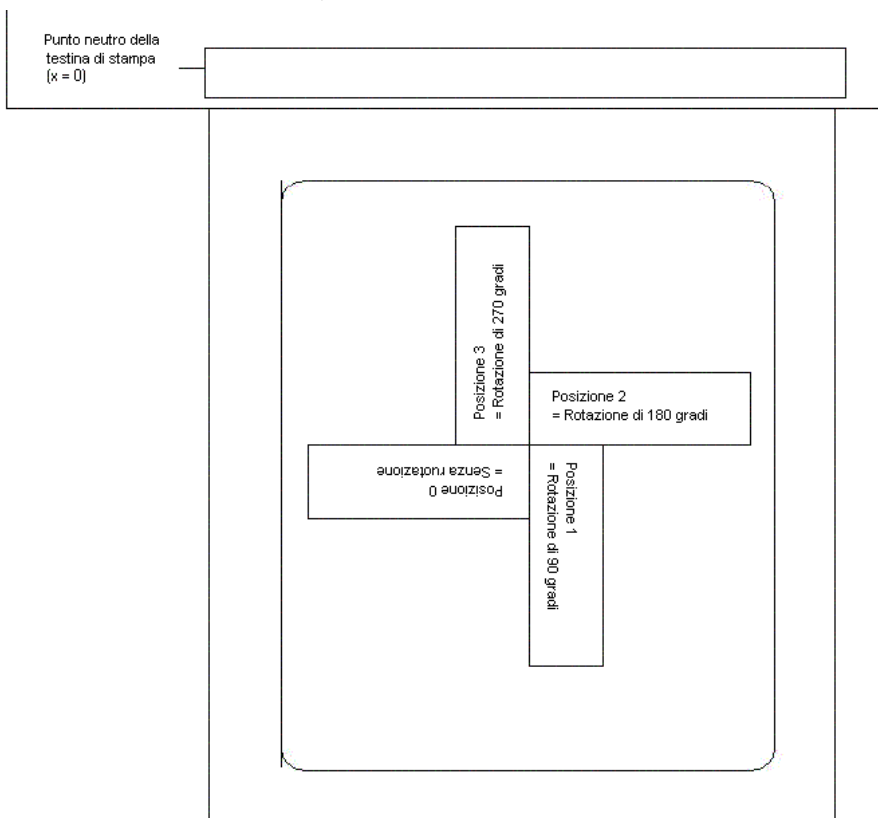 Punto neutro della
testina di stampa
(x = 0)
Posizione 3
= Rotazione di 270 gradi
Posizione 2
= Rotazione di 180 gradi
Posizione 0
= Senza ruotazione
Posizione 1
= Rotazione di 90 gradi